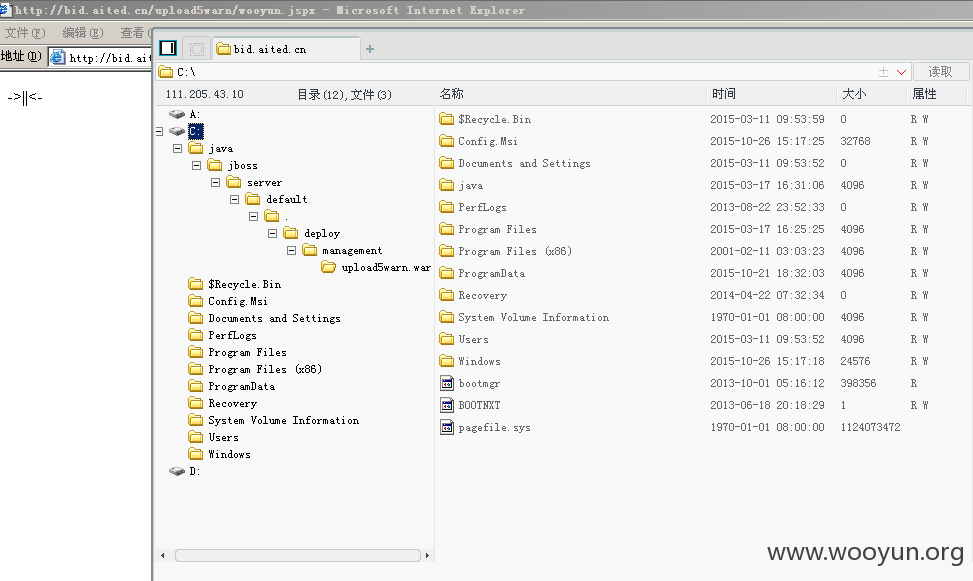 http://bid.aited.cn/upload5warn/wooyun.jspx - Microsoft Internet Explorer
文件(F) 编辑(E) 查看(
地址(D) http://bid.ait
->||<-
bid.aited.cn +
C:\ 读取
111.205.43.10 目录(12),文件(3) 名称 时间 大小 属性
A:
C:
java
jboss
server
default
.
deploy
management
upload5warn.war
$Recycle.Bin
Config.Msi
Documents and Settings
PerfLogs
Program Files
Program Files (x86)
ProgramData
Recovery
System Volume Information
Users
Windows
D:
$Recycle.Bin 2015-03-11 09:53:59 0 R W
Config.Msi 2015-10-26 15:17:25 32768 R W
Documents and Settings 2015-03-11 09:53:52 0 R W
java 2015-03-17 16:31:06 4096 R W
PerfLogs 2013-08-22 23:52:33 0 R W
Program Files 2015-03-17 16:25:25 4096 R W
Program Files (x86) 2001-02-11 03:03:23 4096 R W
ProgramData 2015-10-21 18:32:03 4096 R W
Recovery 2014-04-22 07:32:34 0 R W
System Volume Information 1970-01-01 08:00:00 4096 R W
Users 2015-03-11 09:53:52 4096 R W
Windows 2015-10-26 15:17:18 24576 R W
bootmgr 2013-10-01 05:16:12 398356 R
BOOTNXT 2013-06-18 20:18:29 1 R W
pagefile.sys 1970-01-01 08:00:00 1124073472
www.wooyun.org